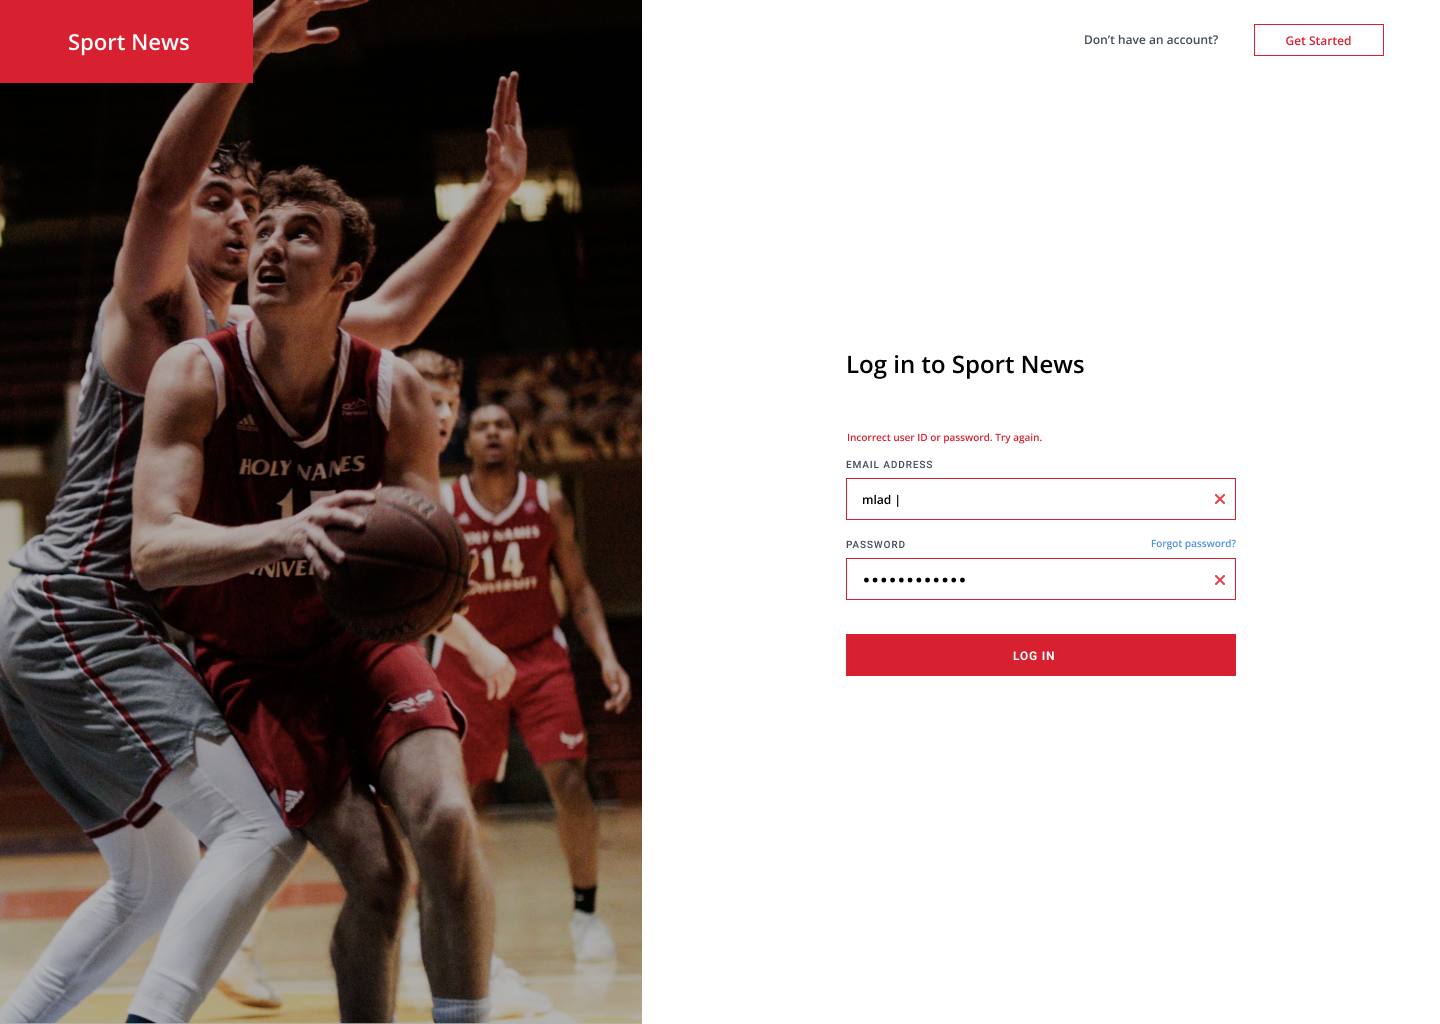 Sport News
Don't have an account?
Get Started
Log in to Sport News
Incorrect user ID or password. Try again.
EMAIL ADDRESS
mlad |
PASSWORD
Forgot password?
••••••••••••
LOG IN
HOLY NAMES
15
UNIVE
HOLY NAMES
14
UNIVERSITY